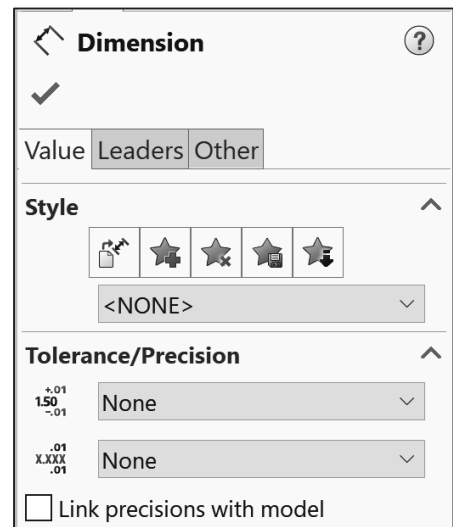 Dimension ?
Value Leaders Other
Style
<NONE>
Tolerance/Precision
+.01
1.50
-.01
None
.01
X.XXX
.01
None
Link precisions with model